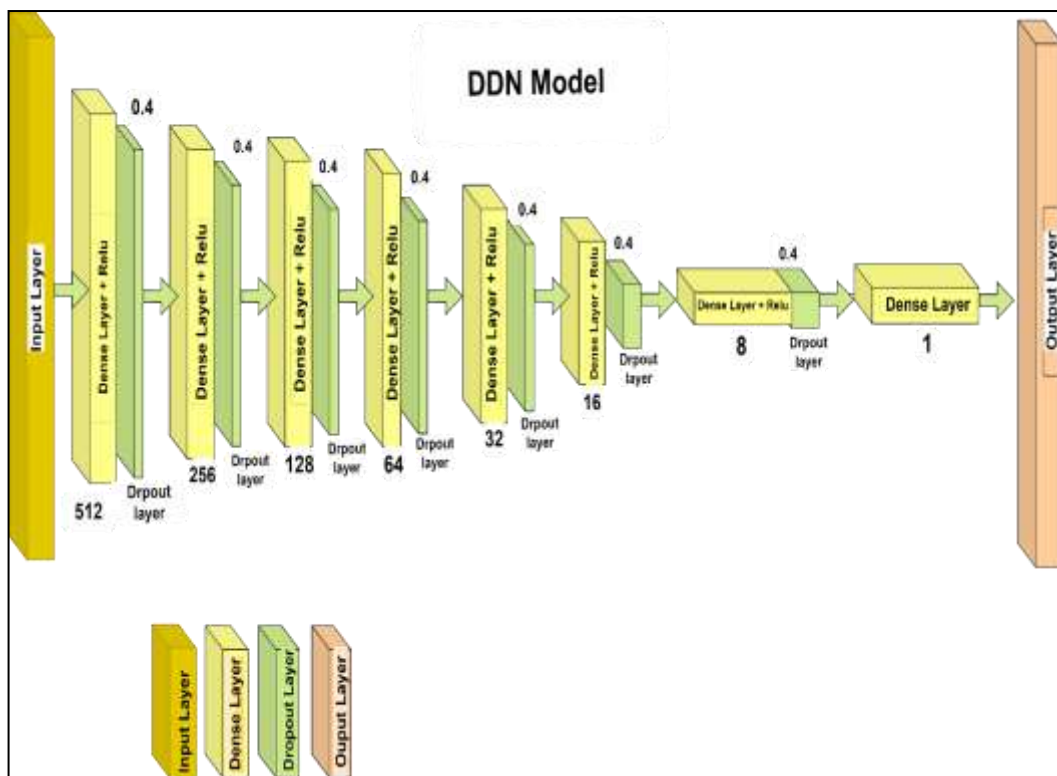 DDN Model
Input Layer
0.4
Dense Layer + Relu
512
Drpout
layer
0.4
Dense Layer + Relu
256
Drpout
layer
0.4
Dense Layer + Relu
128
Drpout
layer
0.4
Dense Layer + Relu
64
Drpout
layer
0.4
Dense Layer + Relu
32
Drpout
layer
0.4
Dense Layer + Relu
16
Drpout
layer
0.4
Dense Layer + Relu
8
Drpout
layer
Dense Layer
1
Output Layer
Input Layer
Dense Layer
Dropout Layer
Ouput Layer